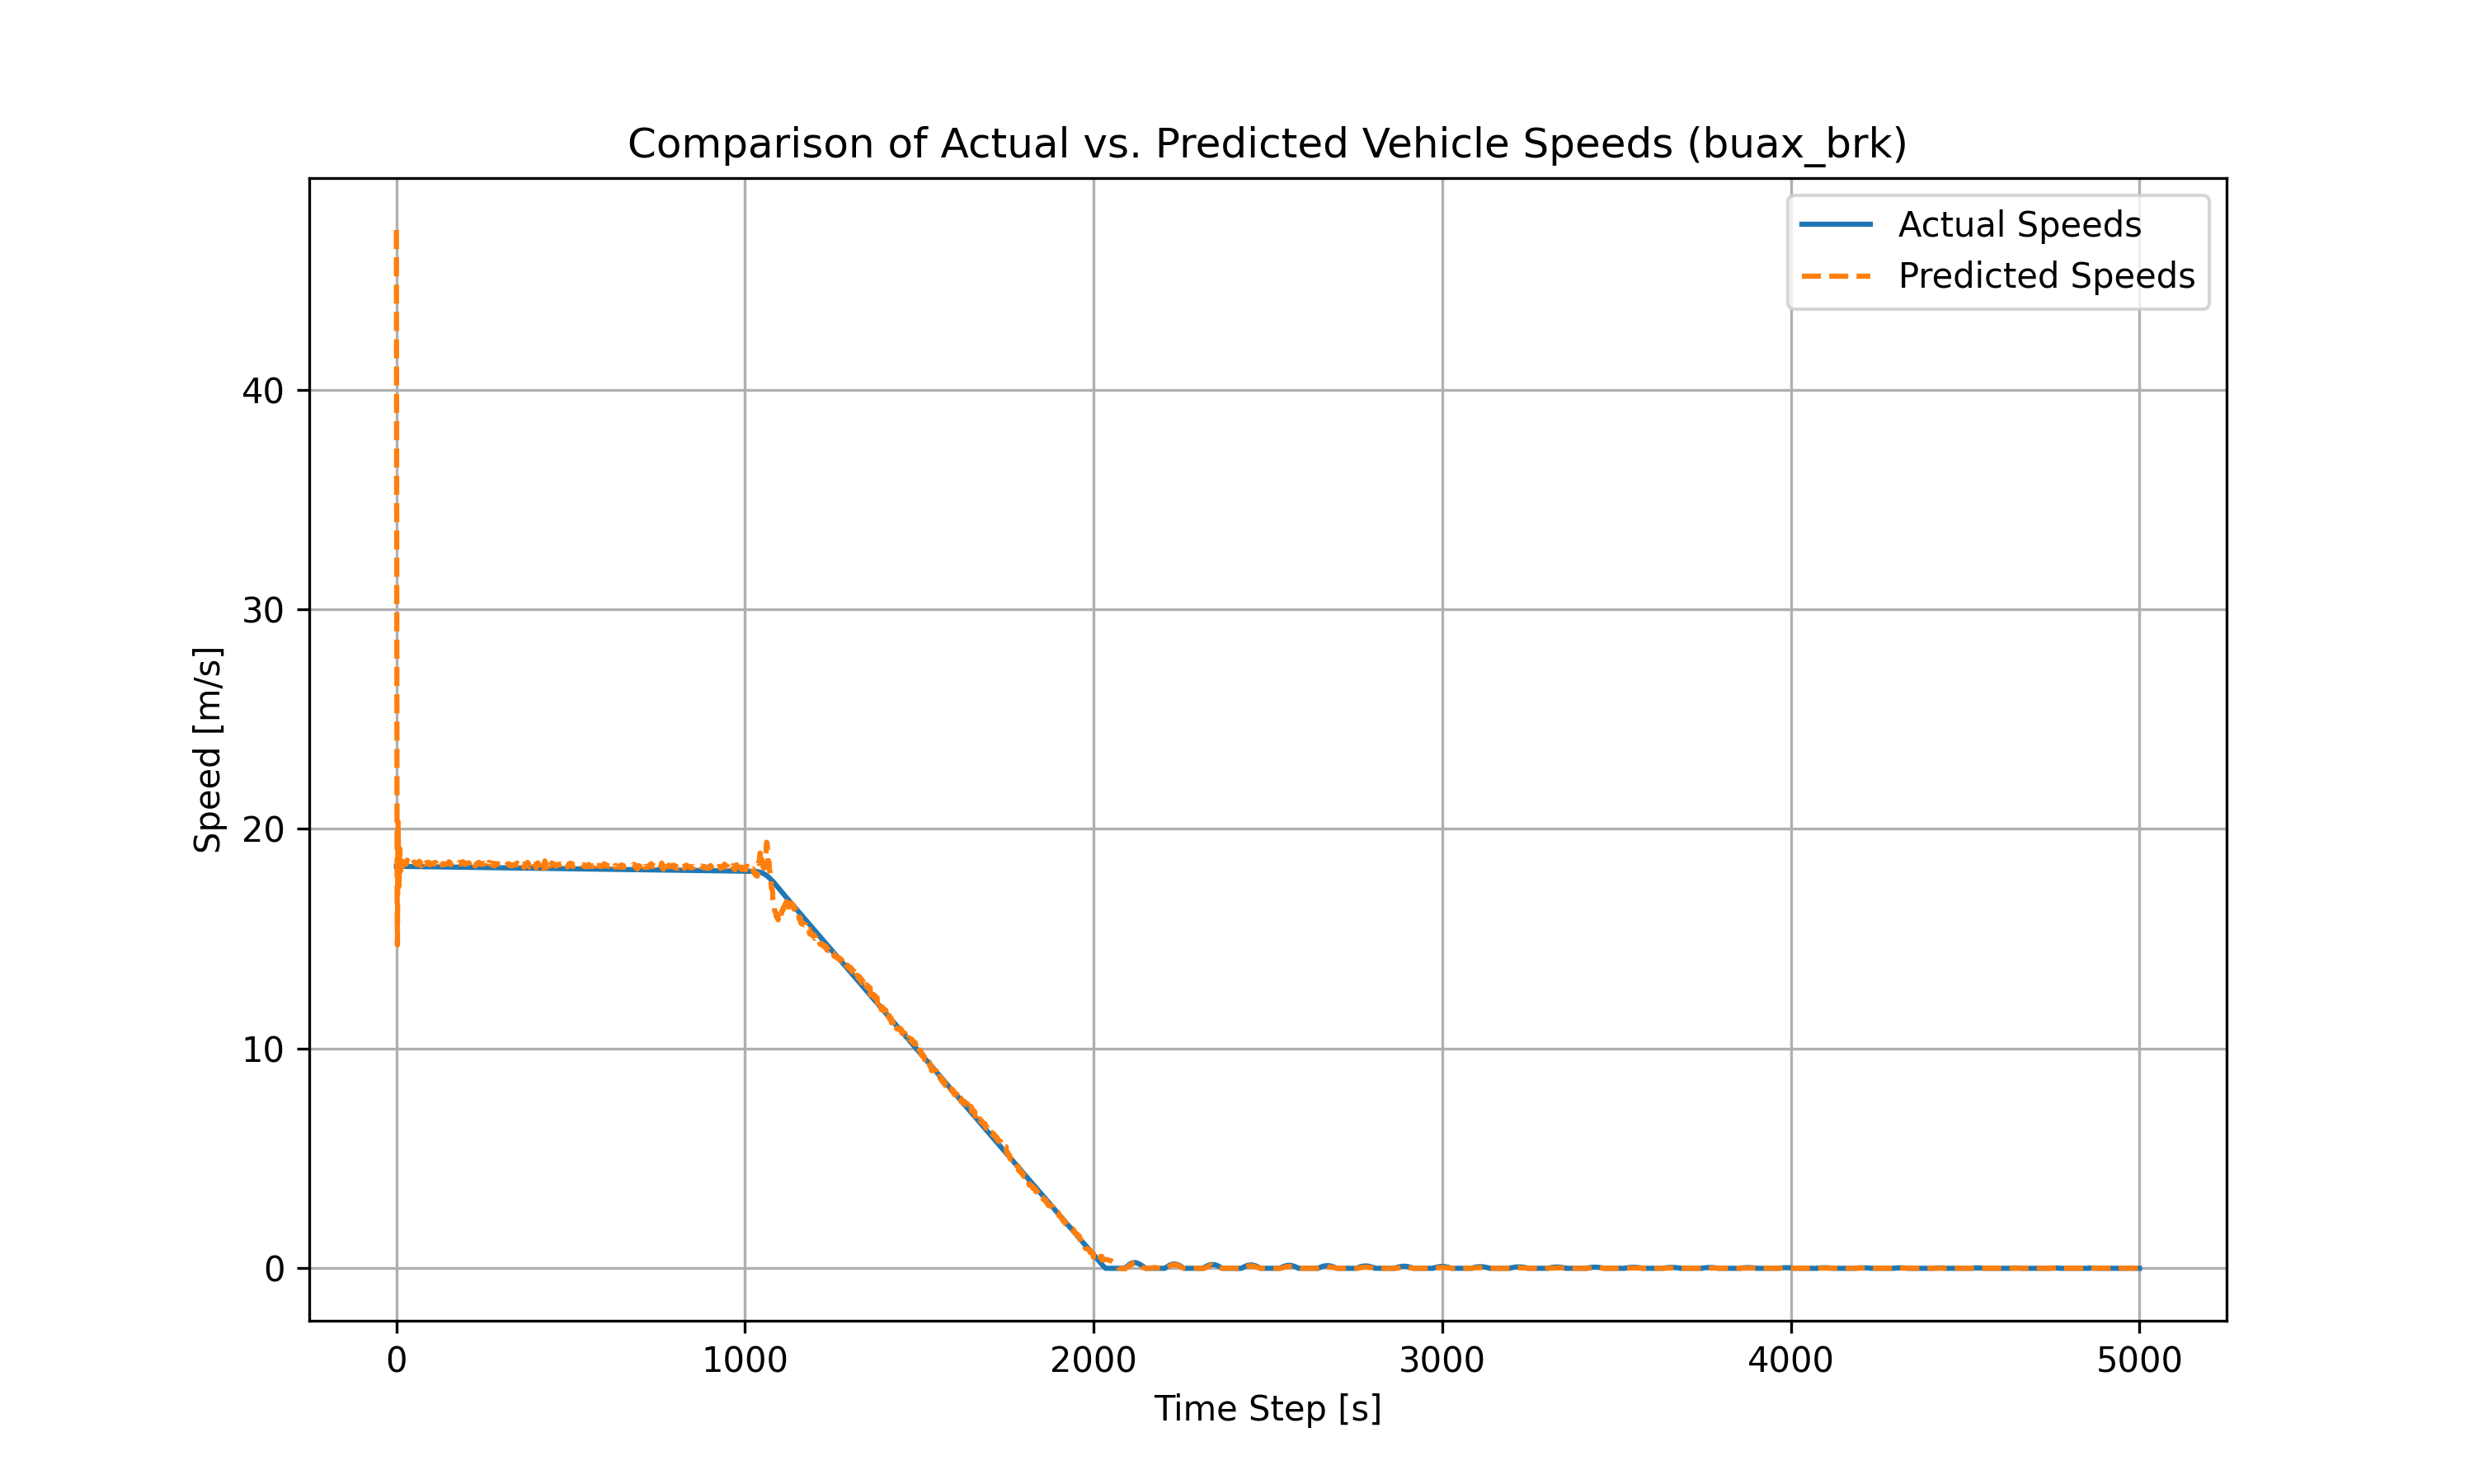 Comparison of Actual vs. Predicted Vehicle Speeds (buax_brk)
Actual Speeds
Predicted Speeds
40
30
20
10
0
Speed [m/s]
0 1000 2000 3000 4000 5000
Time Step [s]